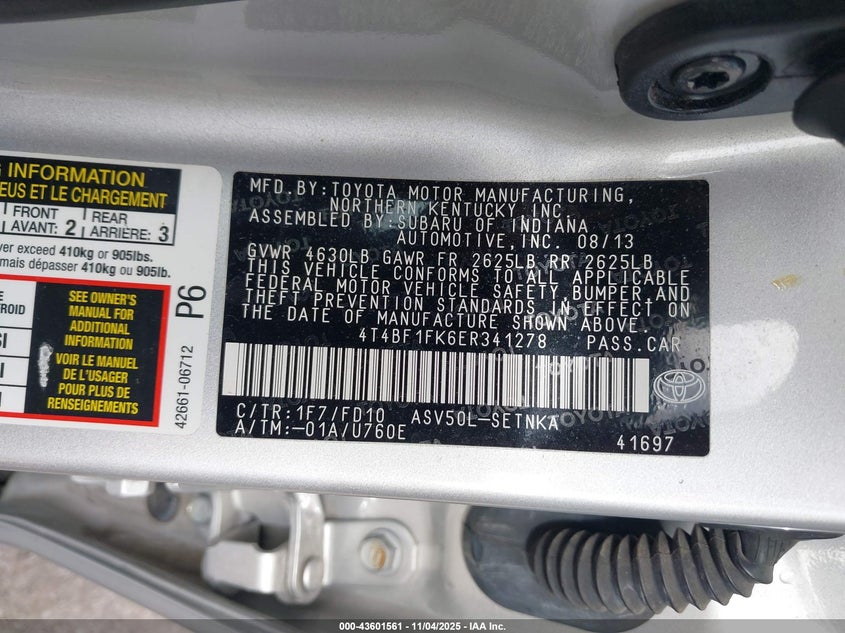 G INFORMATION
EUS ET LE CHARGEMENT
FRONT
AVANT: 2
REAR
ARRIÈRE: 3
ver exceed 410kg or 905lbs.
mais dépasser 410kg ou 905lb.
SEE OWNER'S
MANUAL FOR
ADDITIONAL
INFORMATION
VOIR LE MANUEL
DE L'USAGER
POUR PLUS DE
RENSEIGNEMENTS
P6
42661-06712
MFD.BY:TOYOTA MOTOR MANUFACTURING,
NORTHERN KENTUCKY INC.
ASSEMBLED BY:SUBARU OF INDIANA
AUTOMOTIVE,INC. 08/13
GVWR 4630LB GAWR FR 2625LB RR 2625LB
THIS VEHICLE CONFORMS TO ALL APPLICABLE
FEDERAL MOTOR VEHICLE SAFETY,BUMPER,AND
THEFT PREVENTION STANDARDS IN EFFECT ON
THE DATE OF MANUFACTURE SHOWN ABOVE.
4T4BF1FK6ER341278 PASS.CAR
C/TR:1F7/FD10 ASV50L-SETNKA
A/TM:-01A/U760E
41697
000-43601561 - 11/04/2025 - IAA Inc.